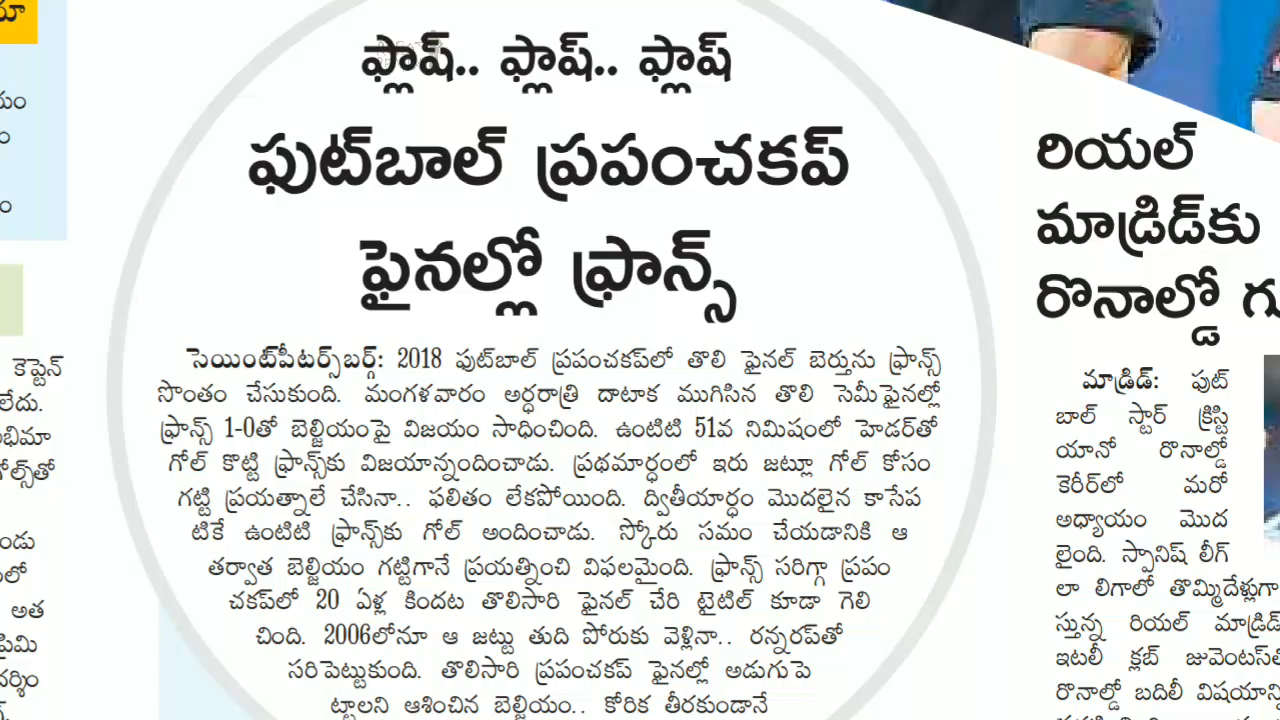 ఫ్లాష్.. ఫ్లాష్.. ఫ్లాష్
ఫుట్‌బాల్ ప్రపంచకప్
ఫైనల్లో ఫ్రాన్స్
సెయింట్‌పీటర్స్‌బర్గ్: 2018 ఫుట్‌బాల్ ప్రపంచకప్‌లో తొలి ఫైనల్ బెర్తును ఫ్రాన్స్
సొంతం చేసుకుంది. మంగళవారం అర్ధరాత్రి దాటాక ముగిసిన తొలి సెమీఫైనల్లో
ఫ్రాన్స్ 1-0తో బెల్జియంపై విజయం సాధించింది. ఉంటిటి 51వ నిమిషంలో హెడర్‌తో
గోల్ కొట్టి ఫ్రాన్స్‌కు విజయాన్నందించాడు. ప్రథమార్ధంలో ఇరు జట్లూ గోల్ కోసం
గట్టి ప్రయత్నాలే చేసినా.. ఫలితం లేకపోయింది. ద్వితీయార్ధం మొదలైన కాసేప
టికే ఉంటిటి ఫ్రాన్స్‌కు గోల్ అందించాడు. స్కోరు సమం చేయడానికి ఆ
తర్వాత బెల్జియం గట్టిగానే ప్రయత్నించి విఫలమైంది. ఫ్రాన్స్ సరిగ్గా ప్రపం
చకప్‌లో 20 ఏళ్ల కిందట తొలిసారి ఫైనల్ చేరి టైటిల్ కూడా గెలి
చింది. 2006లోనూ ఆ జట్టు తుది పోరుకు వెళ్లినా.. రన్నరప్‌తో
సరిపెట్టుకుంది. తొలిసారి ప్రపంచకప్ ఫైనల్లో అడుగుపె
ట్టాలని ఆశించిన బెల్జియం.. కోరిక తీరకుండానే
రియల్
మాడ్రిడ్‌కు
రొనాల్డో
మాడ్రిడ్: ఫుట్
బాల్ స్టార్ క్రిస్టి
యానో రొనాల్డో
కెరీర్‌లో మరో
అధ్యాయం మొద
లైంది. స్పానిష్ లీగ్
లా లిగాలో తొమ్మిదేళ్లుగా
స్తున్న రియల్ మాడ్రిడ్
ఇటలీ క్లబ్ జువెంటస్‌తో
రొనాల్డో బదిలీ విషయాన్ని
కెప్టెన్
లేదు.